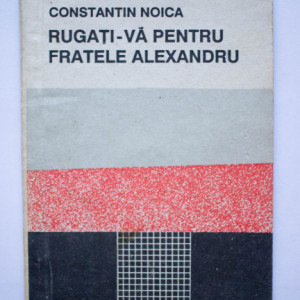 CONSTANTIN NOICA
RUGAȚI-VĂ PENTRU
FRATELE ALEXANDRU